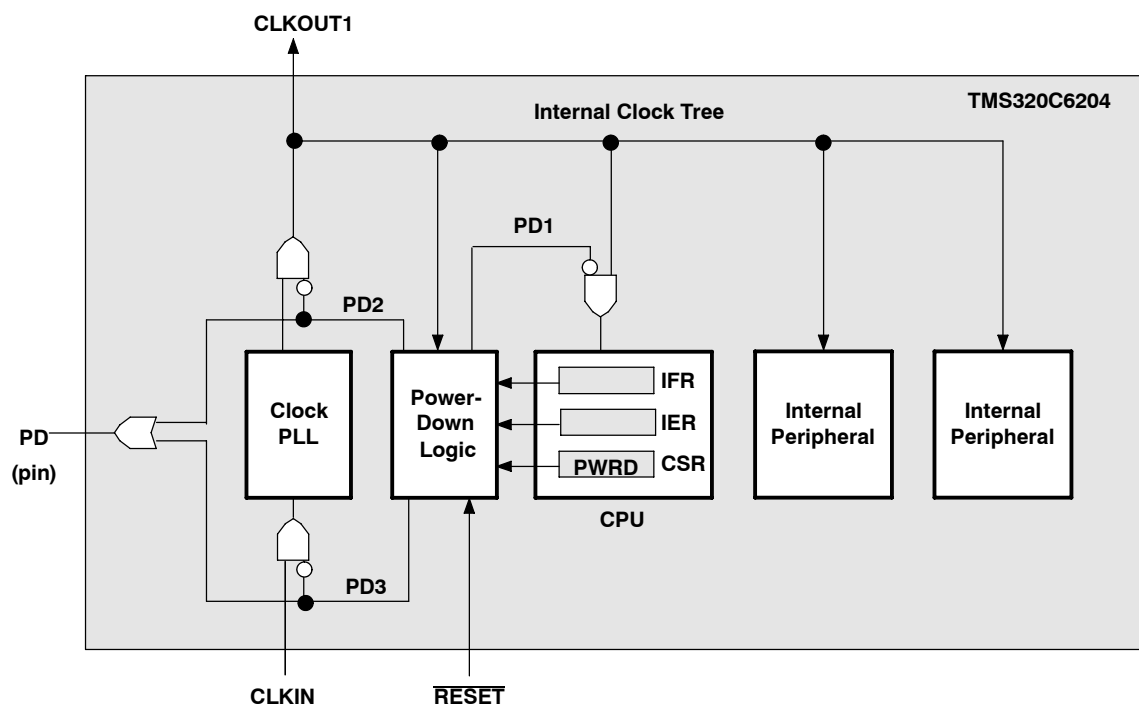 CLKOUT1
TMS320C6204
Internal Clock Tree
PD1
PD2
Clock
PLL
Power-
Down
Logic
IFR
IER
PWRD
CSR
CPU
Internal
Peripheral
Internal
Peripheral
PD
(pin)
PD3
CLKIN
RESET